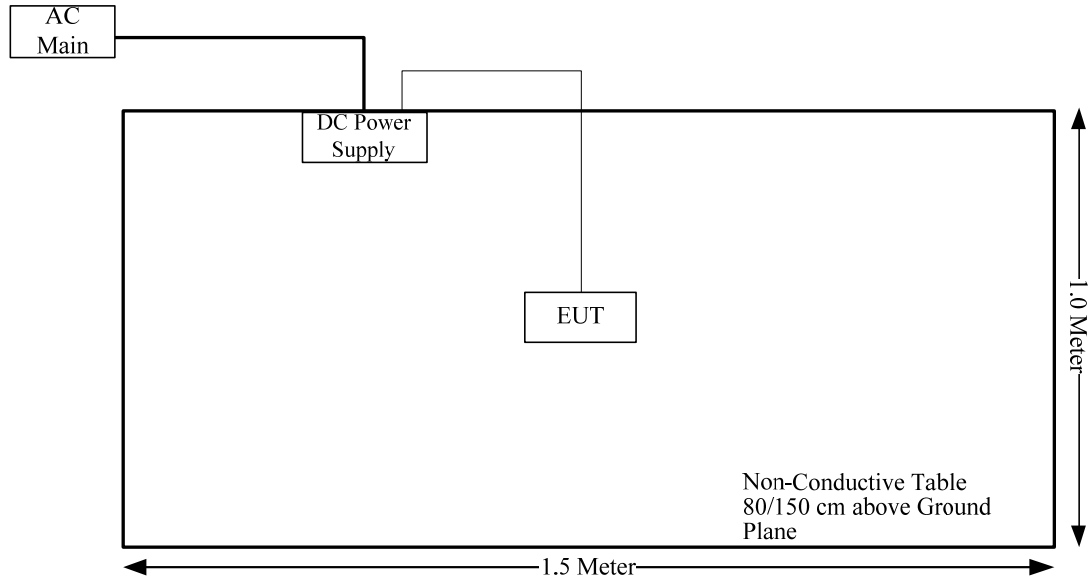 AC
Main
DC Power
Supply
EUT
1.0 Meter
Non-Conductive Table
80/150 cm above Ground
Plane
1.5 Meter